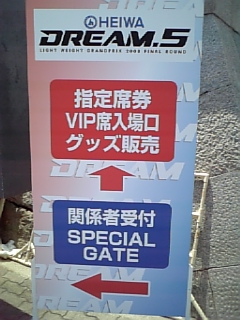 HEIWA
DREAM.5
LIGHT WEIGHT GRANDPRIX 2008 FINAL ROUND
指定席券
VIP席入場口
グッズ販売
DREAM
関係者受付
SPECIAL
GATE